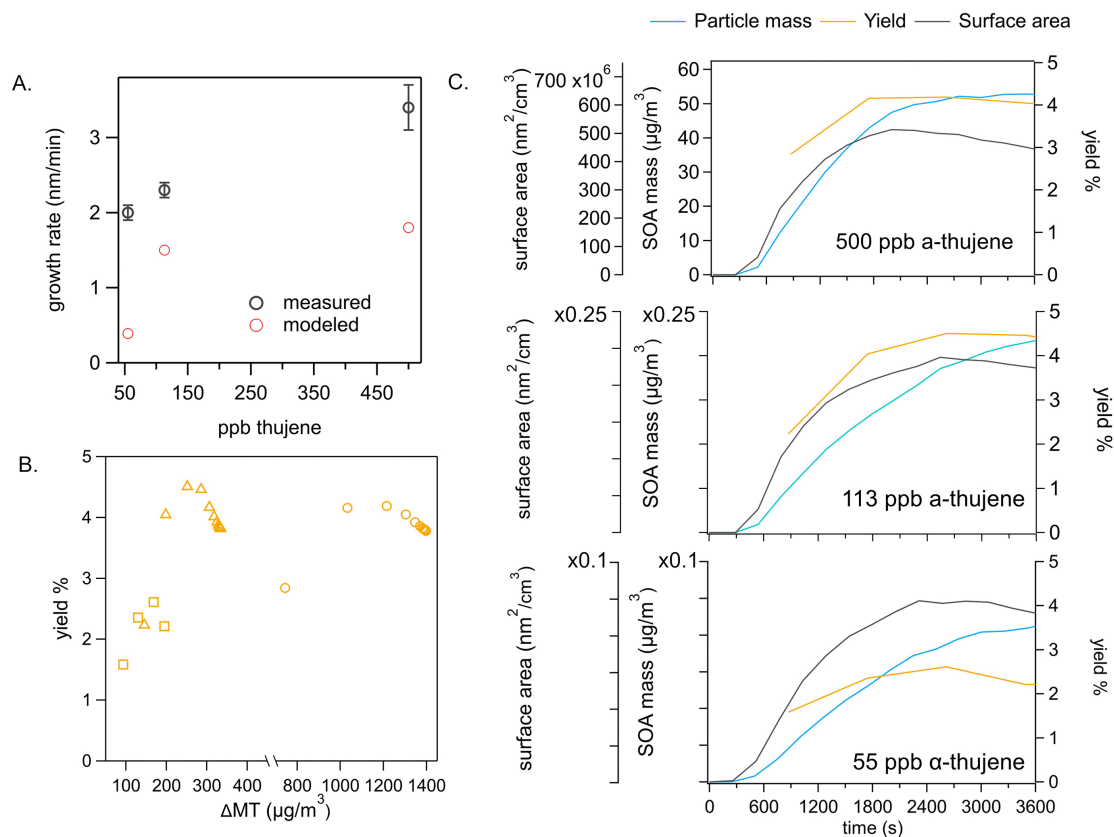 Particle mass Yield Surface area
A.
growth rate (nm/min)
3
2
1
0
measured
modeled
50 150 250 350 450
ppb thujene
B.
yield %
5
4
3
2
1
0
100 200 300 400 800 1000 1200 1400
ΔMT (µg/m³)
C.
surface area (nm²/cm³)
700 x10⁶
600
500
400
300
200
100
0
SOA mass (µg/m³)
60
50
40
30
20
10
0
5
4
3
2
1
0
yield %
500 ppb a-thujene
surface area (nm²/cm³)
x0.25
SOA mass (µg/m³)
x0.25
5
4
3
2
1
0
yield %
113 ppb a-thujene
surface area (nm²/cm³)
x0.1
SOA mass (µg/m³)
x0.1
5
4
3
2
1
0
yield %
55 ppb α-thujene
0 600 1200 1800 2400 3000 3600
time (s)